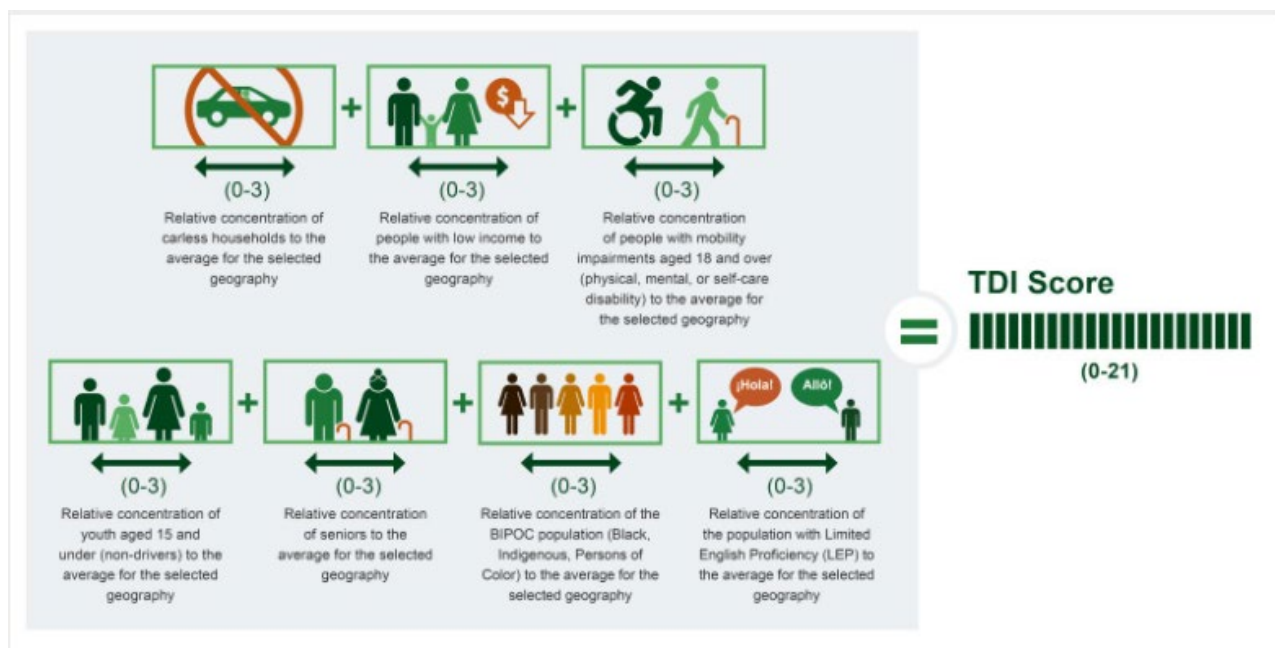 $
(0-3)
(0-3)
(0-3)
Relative concentration of
carless households to the
average for the selected
geography
Relative concentration of
people with low income to
the average for the selected
geography
Relative concentration
of people with mobility
impairments aged 18 and over
(physical, mental, or self-care
disability) to the average for
the selected geography
¡Hola!
Allô!
(0-3)
(0-3)
(0-3)
(0-3)
Relative concentration of
youth aged 15 and
under (non-drivers) to the
average for the selected
geography
Relative concentration
of seniors to the
average for the selected
geography
Relative concentration of the
BIPOC population (Black,
Indigenous, Persons of
Color) to the average for the
selected geography
Relative concentration of
the population with Limited
English Proficiency (LEP) to
the average for the selected
geography
TDI Score
(0-21)